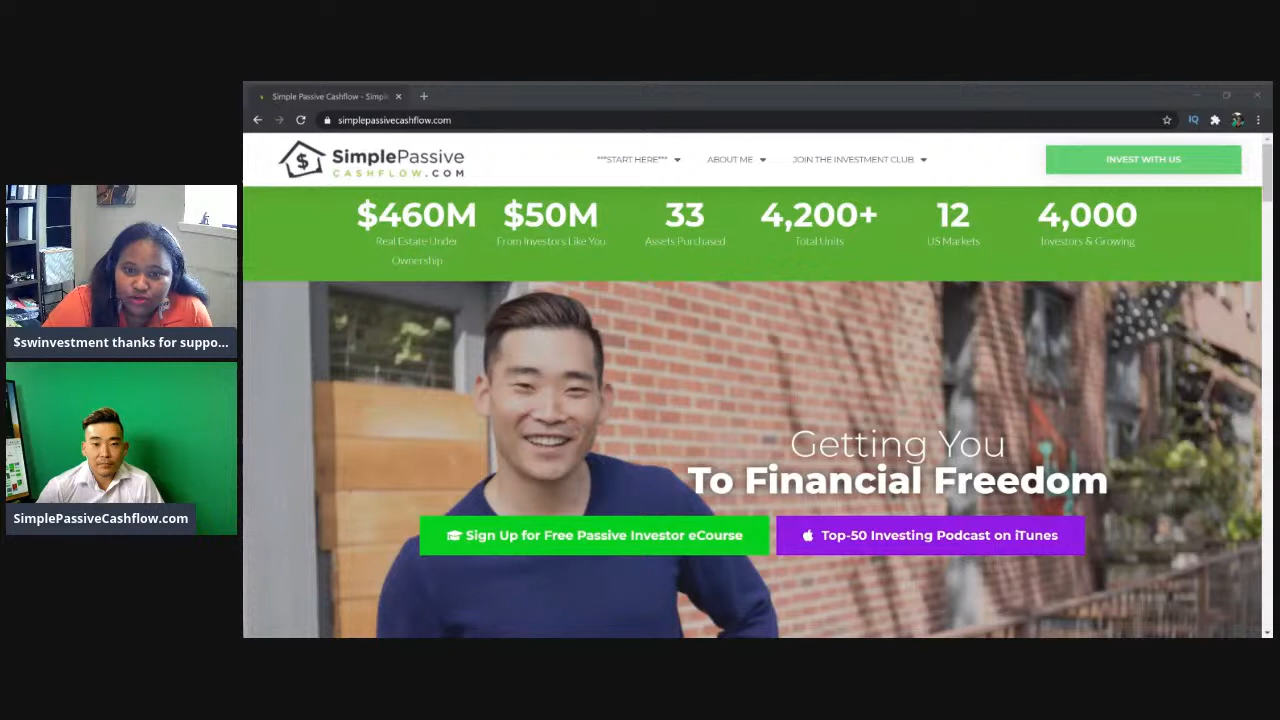 Simple Passive Cashflow - Simpl
simplepassivecashflow.com
IQ
$
SimplePassive
CASHFLOW.COM
***START HERE***
ABOUT ME
JOIN THE INVESTMENT CLUB
INVEST WITH US
$460M $50M 33 4,200+ 12 4,000
Real Estate Under From Investors Like You Assets Purchased Total Units US Markets Investors & Growing
Ownership
$swinvestment thanks for suppo...
SimplePassiveCashflow.com
Getting You
To Financial Freedom
Sign Up for Free Passive Investor eCourse
Top-50 Investing Podcast on iTunes